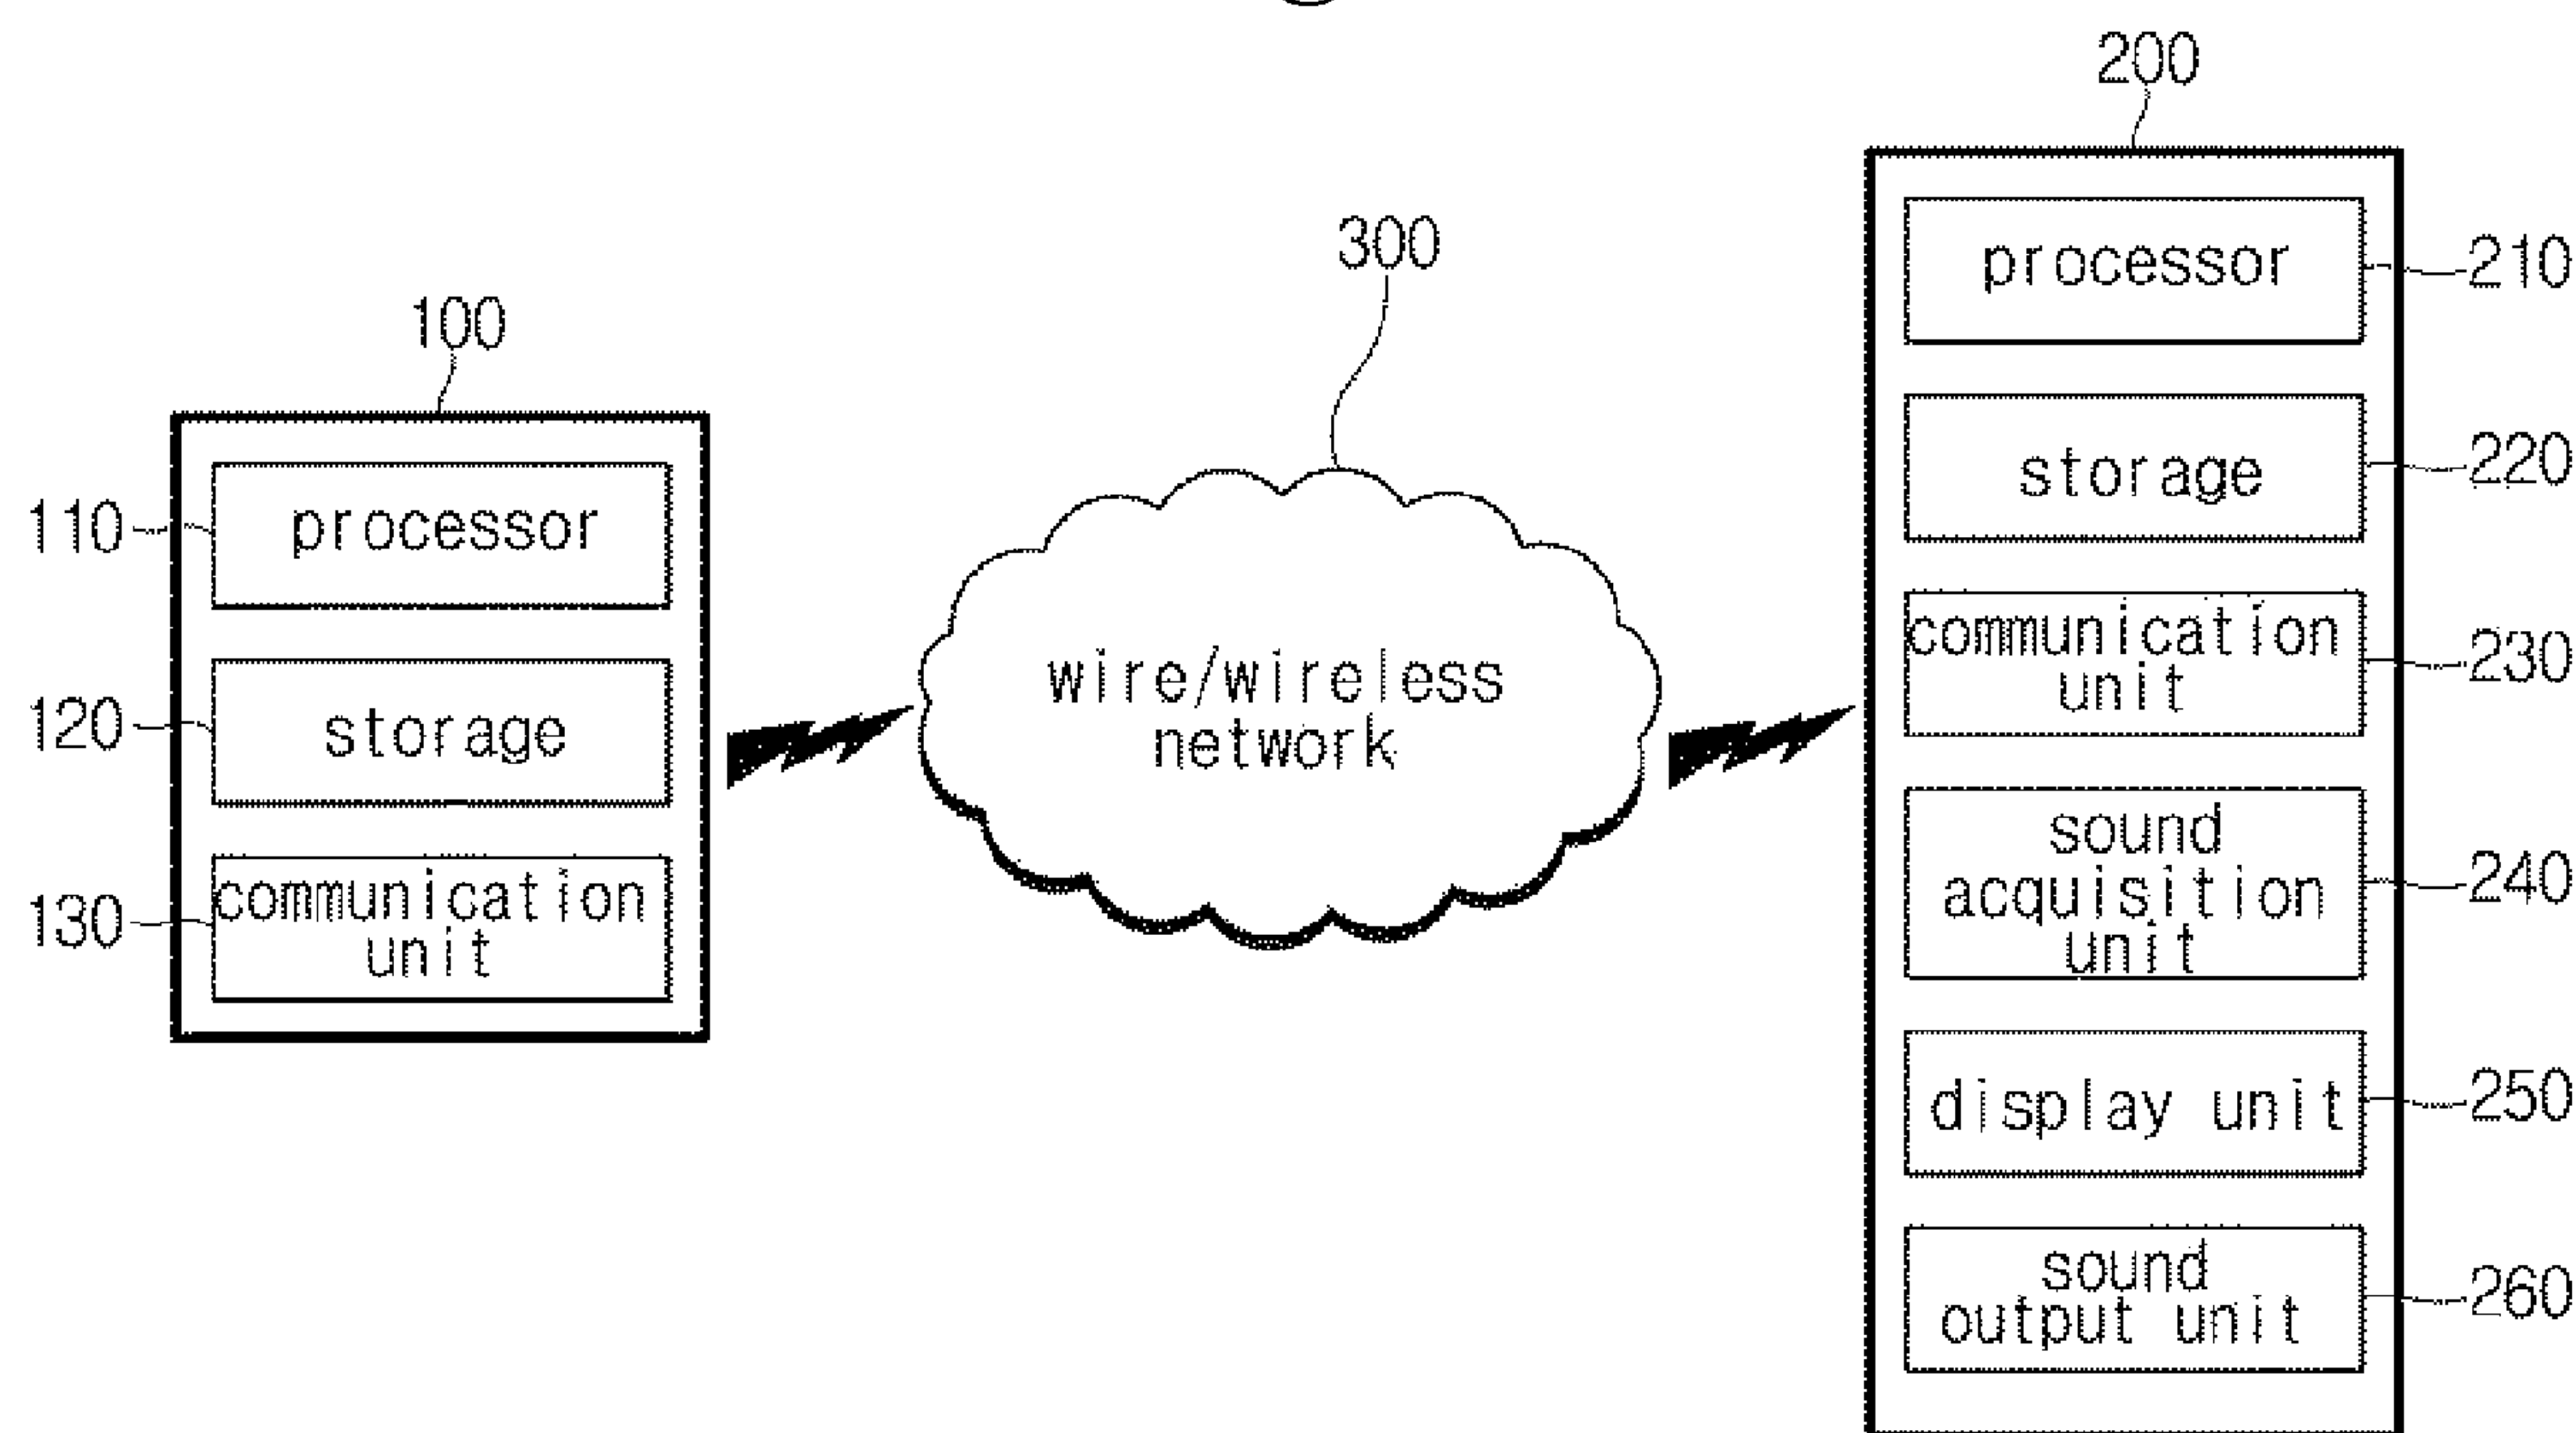 100
110
processor
120
storage
130
communication
unit
300
wire/wireless
network
200
processor
210
storage
220
communication
unit
230
sound
acquisition
unit
240
display unit
250
sound
output unit
260